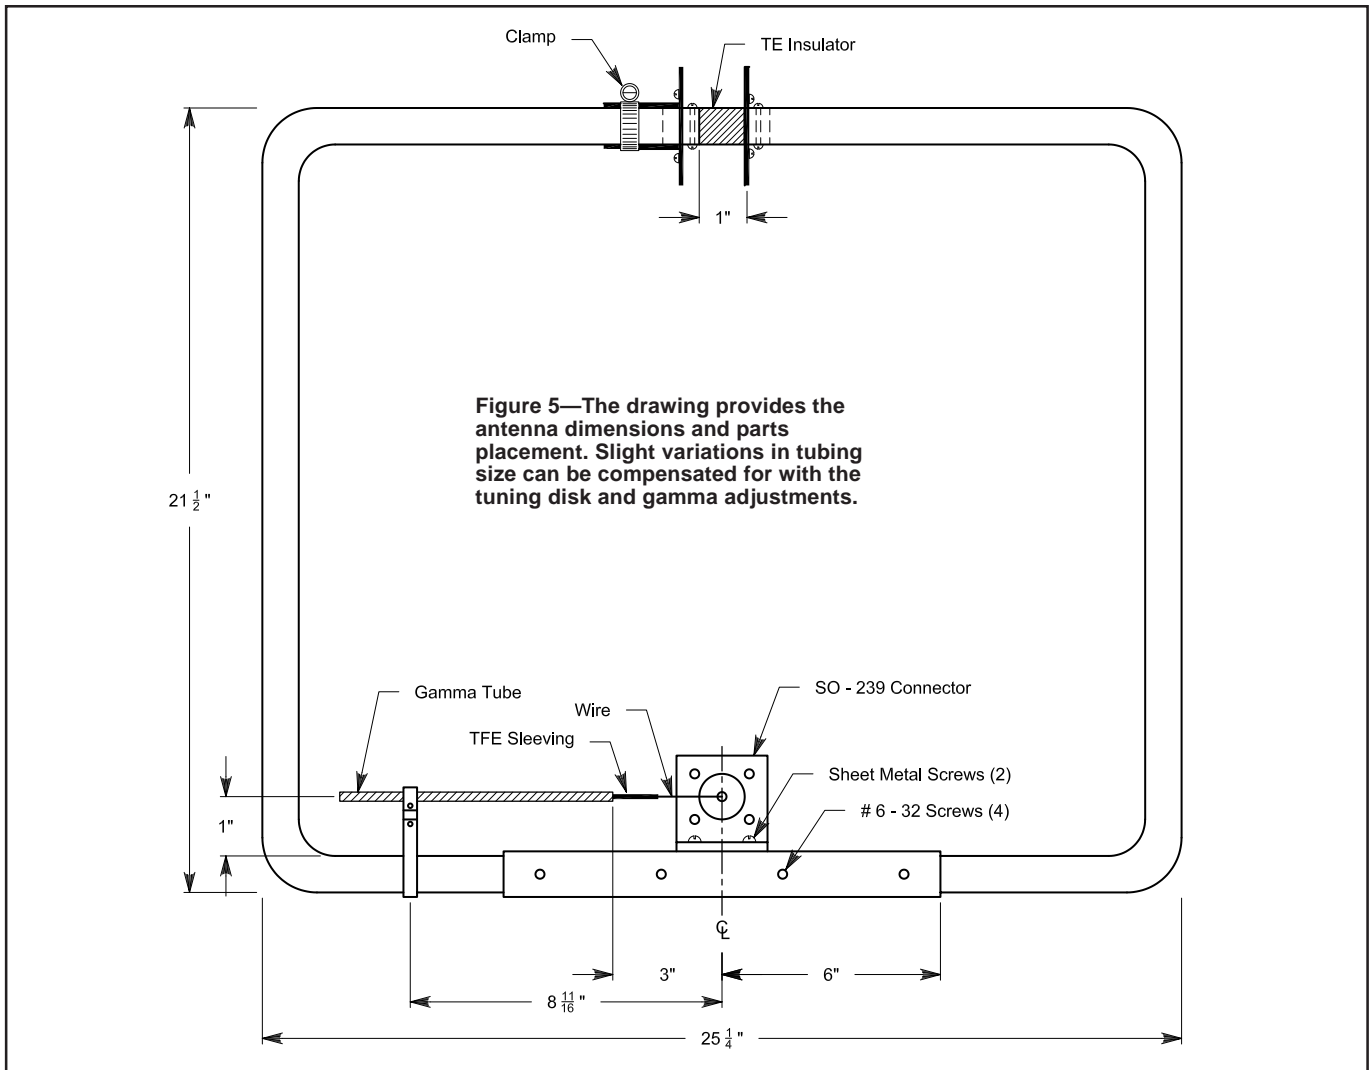 Clamp
TE Insulator
1"
Figure 5—The drawing provides the
antenna dimensions and parts
placement. Slight variations in tubing
size can be compensated for with the
tuning disk and gamma adjustments.
21 1/2 "
Gamma Tube
SO - 239 Connector
Wire
TFE Sleeving
Sheet Metal Screws (2)
# 6 - 32 Screws (4)
1"
℄
3"
6"
8 11/16 "
25 1/4 "